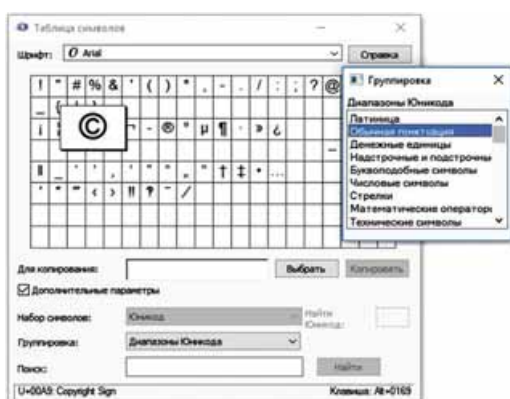 Таблица символов
Шрифт: O Arial Справка
! " # % & ' ( ) * , - . / : ; ? @
©
Группировка
Диапазоны Юникода
Латиница
Обычная пунктуация
Денежные единицы
Надстрочные и подстрочны
Буквоподобные символы
Числовые символы
Стрелки
Математические оператор
Технические символы
Для копирования: Выбрать Копировать
Дополнительные параметры
Набор символов: Юникод Найти Юникод:
Группировка: Диапазоны Юникода
Поиск: Найти
U+00A9: Copyright Sign Клавиша: Alt+0169